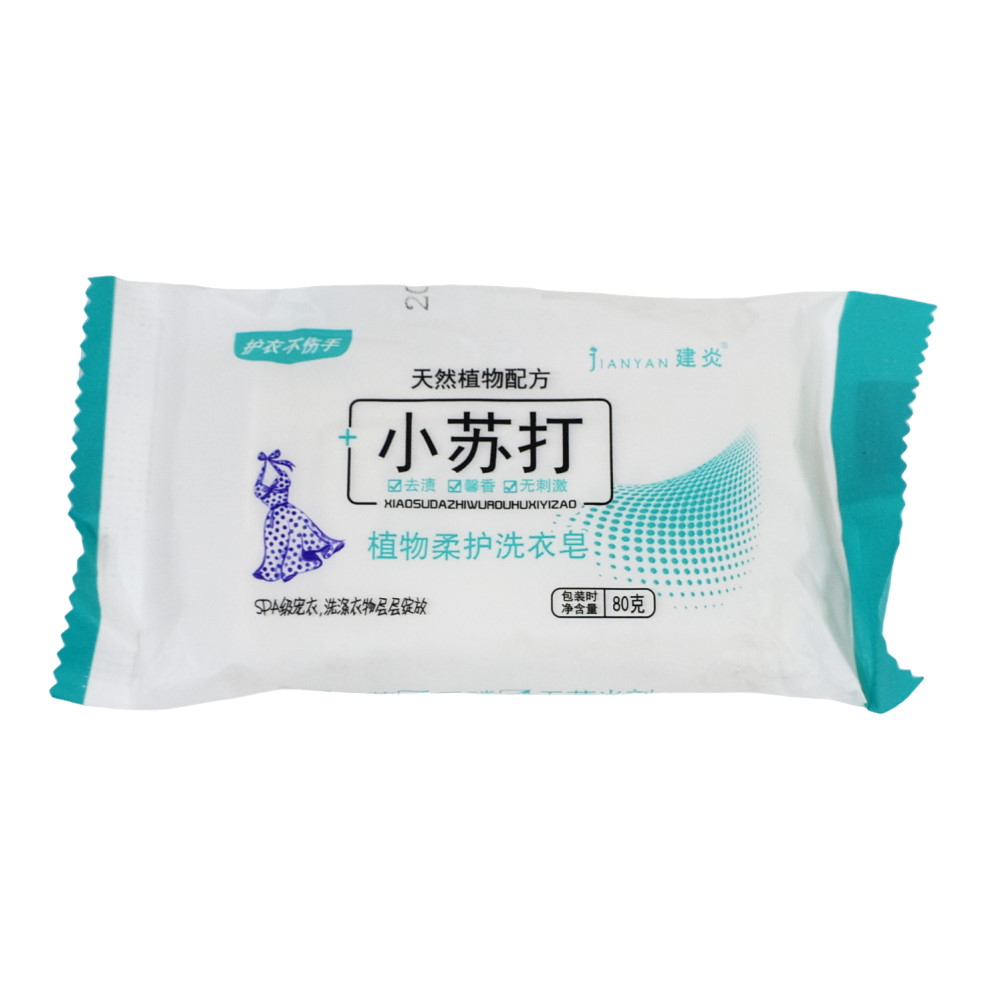 20
护衣不伤手
JIANYAN 建炎®
天然植物配方
小苏打
去渍 馨香 无刺激
XIAOSUDAZHIWUROUHUXIYIZAO
植物柔护洗衣皂
SPA级宠衣,洗涤衣物层层绽放
包装时
净含量 80克